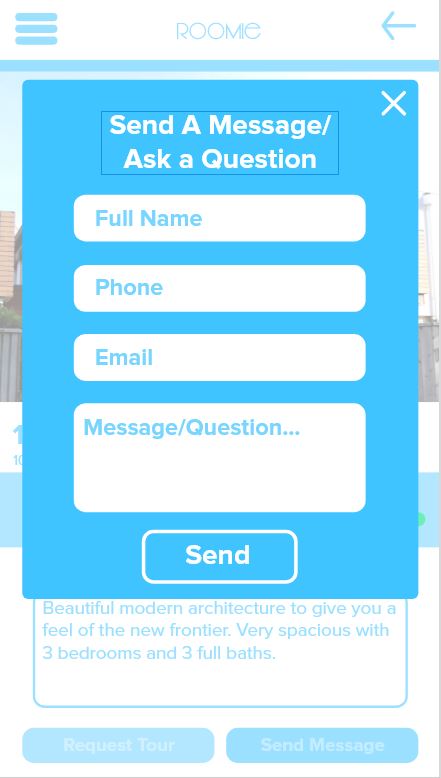 ROOMIE
Send A Message/
Ask a Question
Full Name
Phone
Email
Message/Question...
Send
Beautiful modern architecture to give you a
feel of the new frontier. Very spacious with
3 bedrooms and 3 full baths.
Request Tour
Send Message